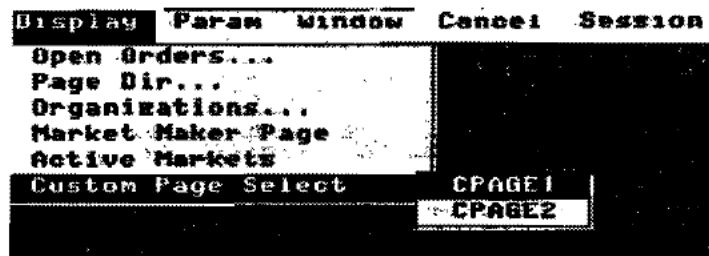 Display Param Window Cancel Session
Open Orders...
Page Dir...
Organizations...
Market Maker Page
Active Markets
Custom Page Select CPAGE1
CPAGE2